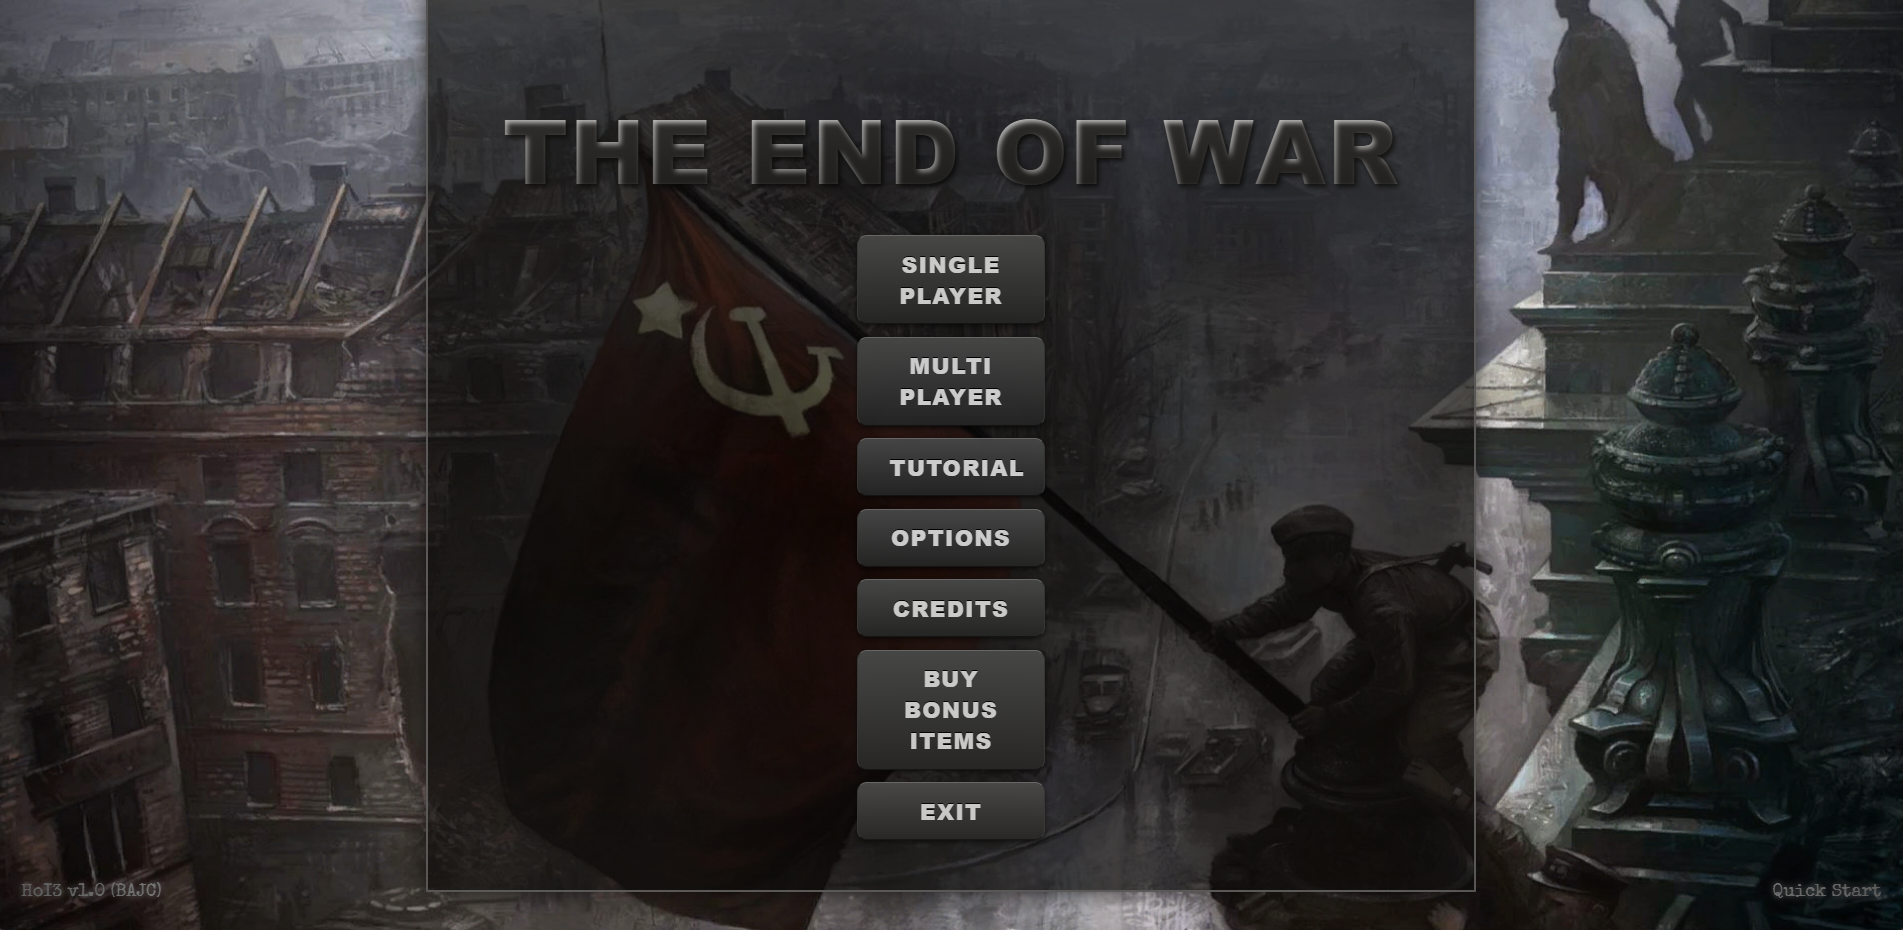 THE END OF WAR
SINGLE
PLAYER
MULTI
PLAYER
TUTORIAL
OPTIONS
CREDITS
BUY
BONUS
ITEMS
EXIT
HoI3 v1.0 (BAJC)
Quick Start